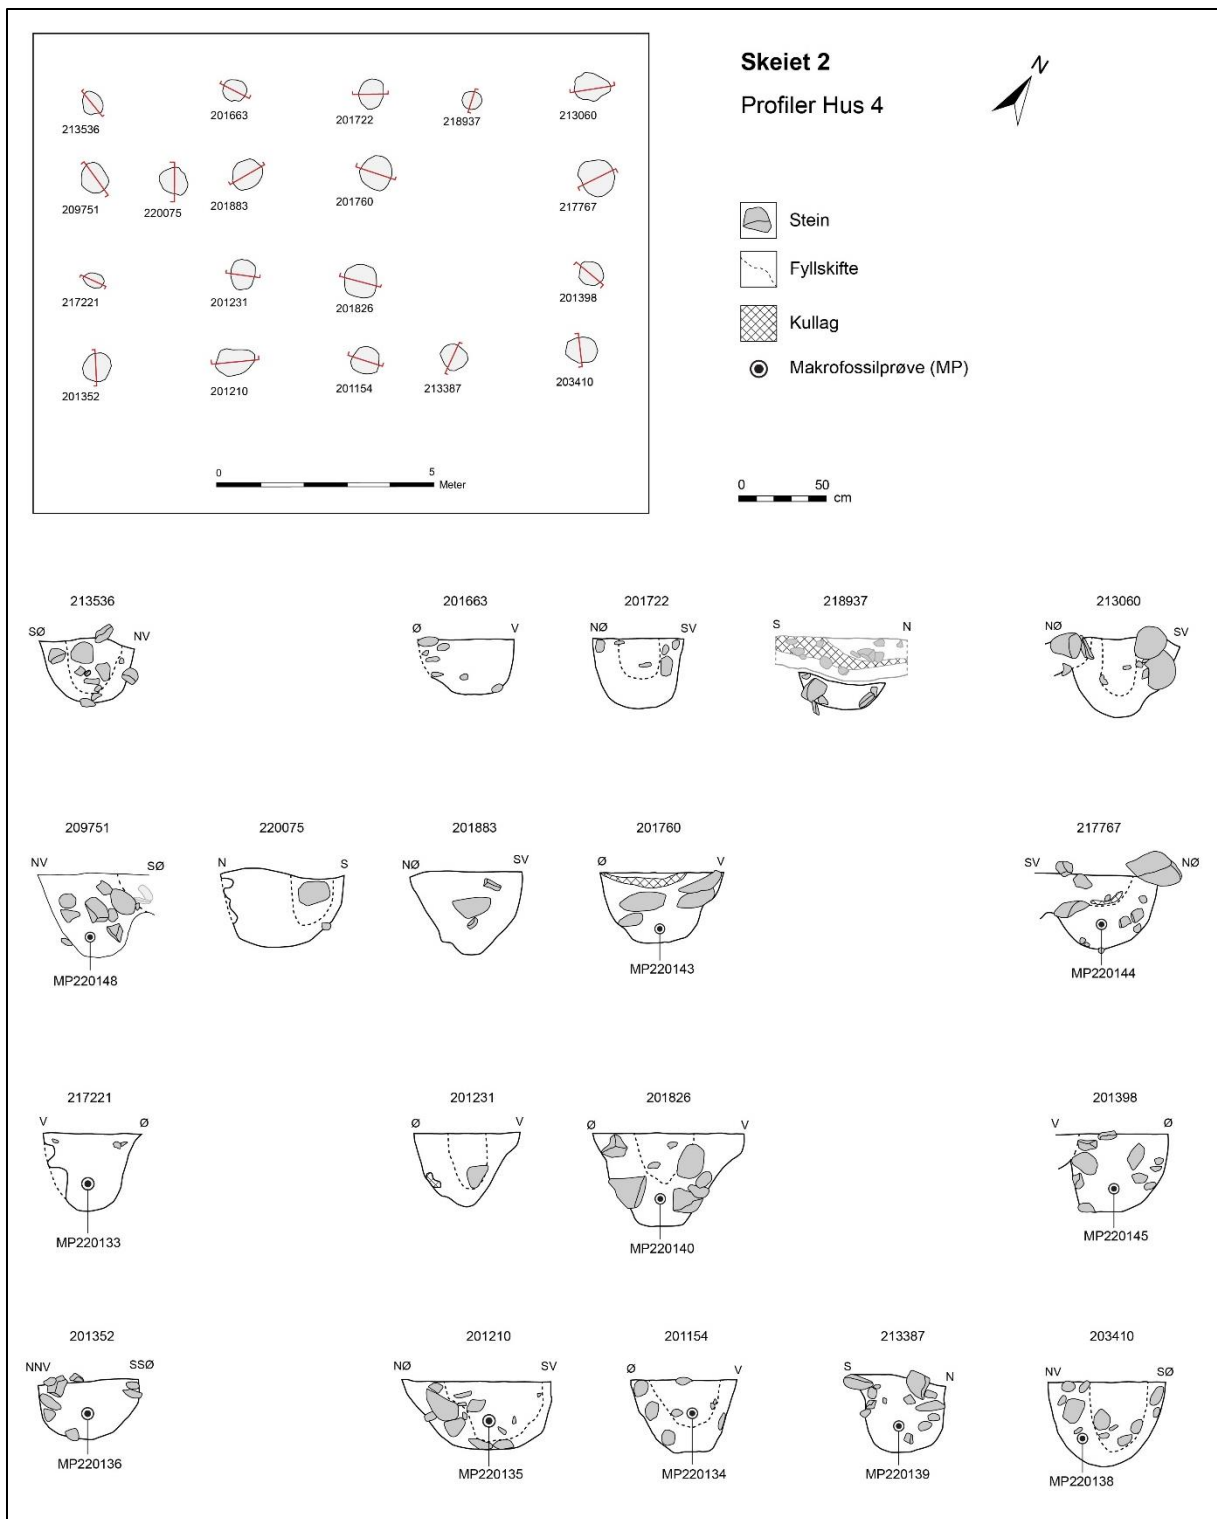 Skeiet 2
Profiler Hus 4
N
213536
201663
201722
218937
213060
209751
220075
201883
201760
217767
217221
201231
201826
201398
201352
201210
201154
213387
203410
0 5
Meter
Stein
Fyllskifte
Kullag
Makrofossilprøve (MP)
0 50
cm
213536
SØ NV
201663
Ø V
201722
NØ SV
218937
S N
213060
NØ SV
209751
NV SØ
MP220148
220075
N S
201883
NØ SV
201760
Ø V
MP220143
217767
SV NØ
MP220144
217221
V Ø
MP220133
201231
Ø V
201826
Ø V
MP220140
201398
V Ø
MP220145
201352
NNV SSØ
MP220136
201210
NØ SV
MP220135
201154
Ø V
MP220134
213387
S N
MP220139
203410
NV SØ
MP220138